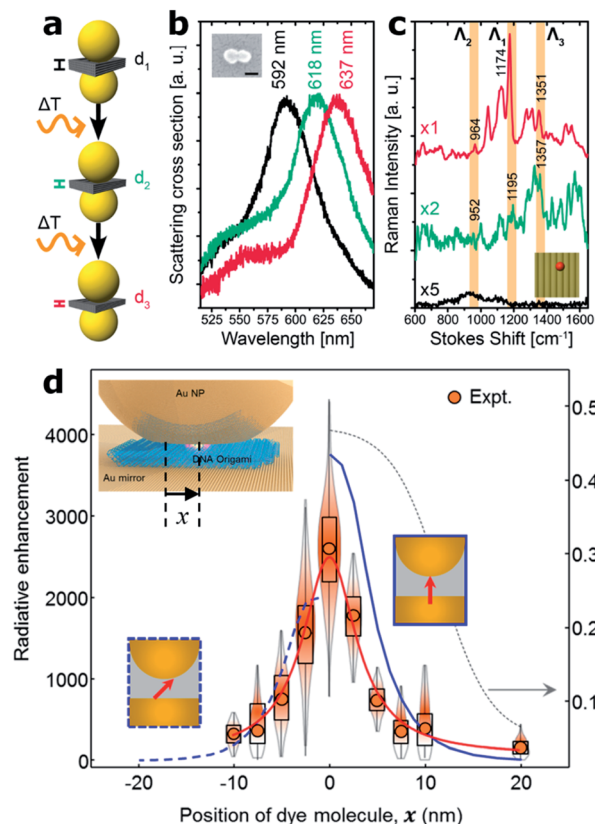 a
d₁
ΔT
d₂
ΔT
d₃
b
592 nm
618 nm
637 nm
Scattering cross section [a. u.]
525 550 575 600 625 650
Wavelength [nm]
c
Λ₂ Λ₁ Λ₃
1174
1351
964
x1
1357
1195
952
x2
x5
Raman Intensity [a. u.]
600 800 1000 1200 1400 1600
Stokes Shift [cm⁻¹]
d
Au NP
DNA Origami
Au mirror
x
Expt.
Radiative enhancement
4000
3000
2000
1000
0
0.5
0.4
0.3
0.2
0.1
-20 -10 0 10 20
Position of dye molecule, x (nm)